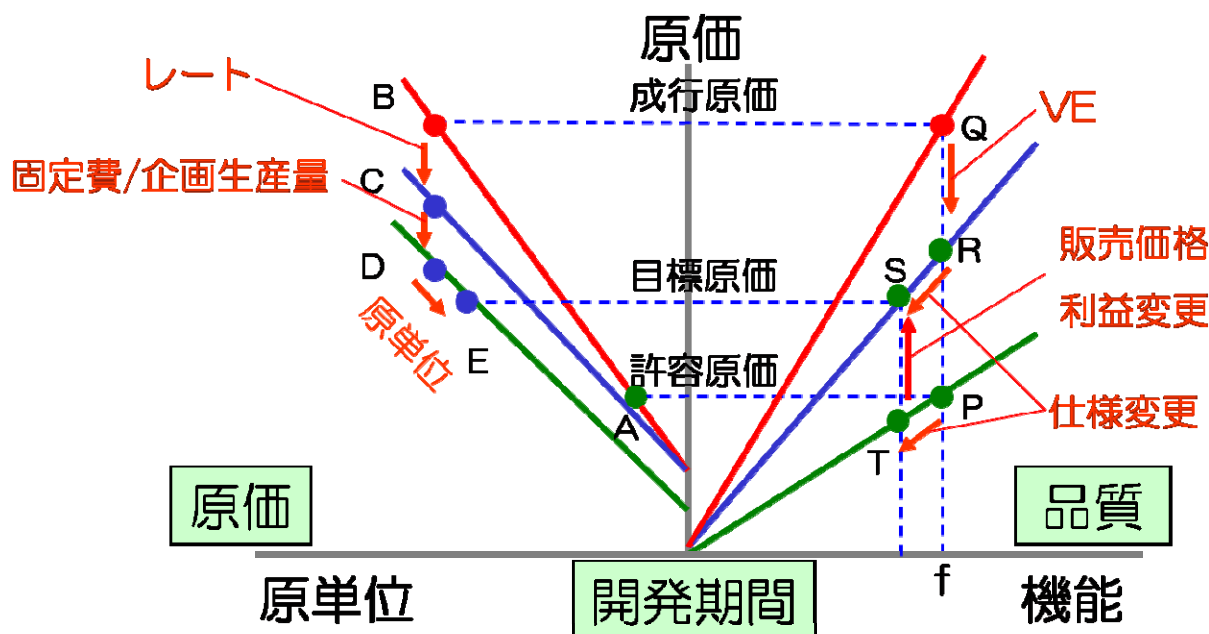 原価
レート
B
成行原価
Q
VE
固定費/企画生産量
C
D
目標原価
S
R
販売価格
利益変更
原単位
E
許容原価
A
P
仕様変更
T
原価
品質
原単位
開発期間
f
機能